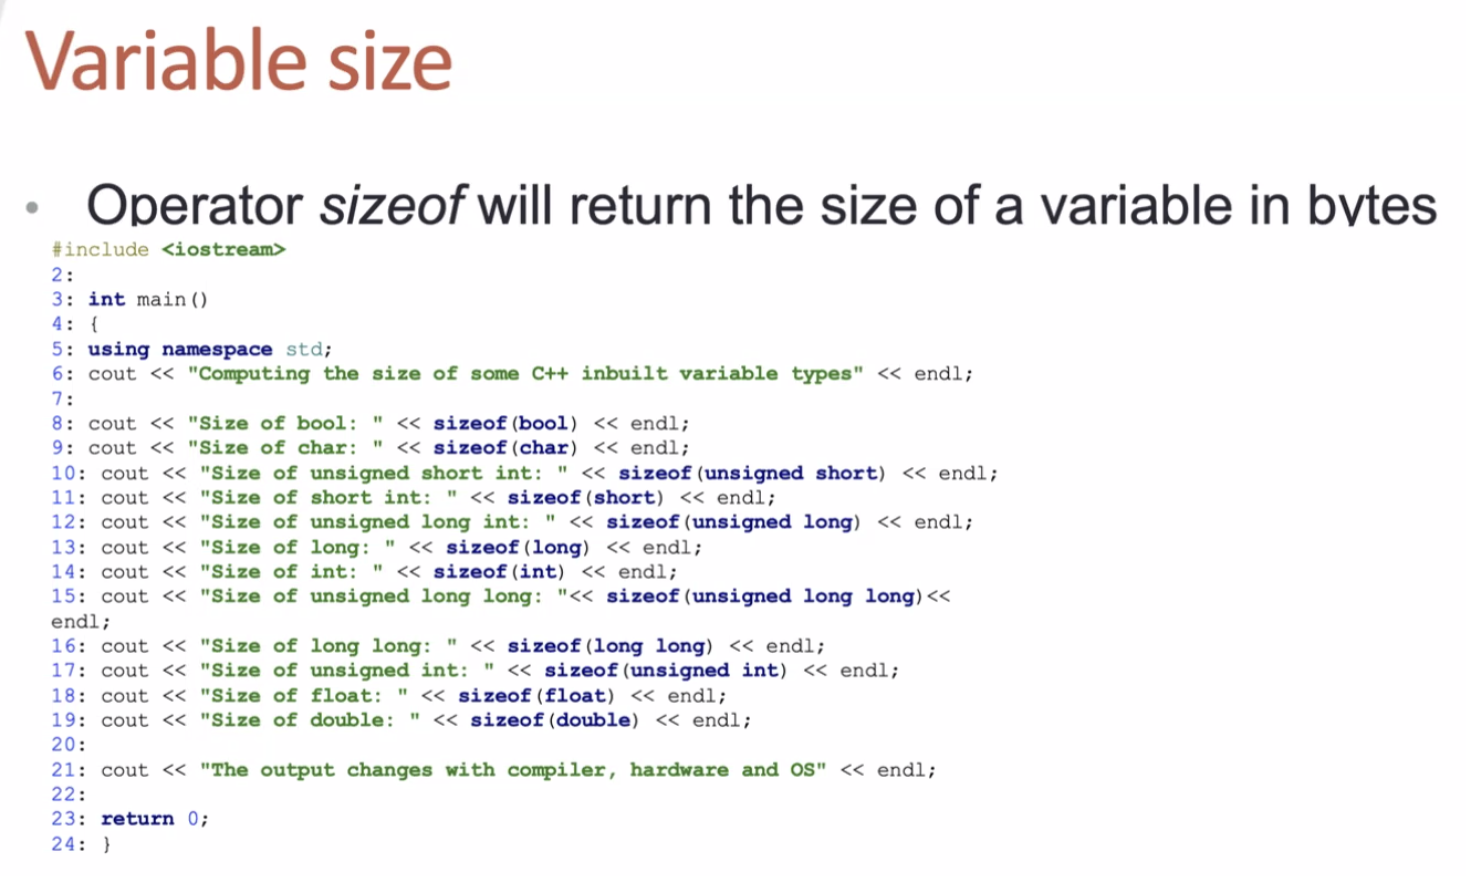 Variable size
• Operator sizeof will return the size of a variable in bytes
#include <iostream>
2:
3: int main()
4: {
5: using namespace std;
6: cout << "Computing the size of some C++ inbuilt variable types" << endl;
7:
8: cout << "Size of bool: " << sizeof(bool) << endl;
9: cout << "Size of char: " << sizeof(char) << endl;
10: cout << "Size of unsigned short int: " << sizeof(unsigned short) << endl;
11: cout << "Size of short int: " << sizeof(short) << endl;
12: cout << "Size of unsigned long int: " << sizeof(unsigned long) << endl;
13: cout << "Size of long: " << sizeof(long) << endl;
14: cout << "Size of int: " << sizeof(int) << endl;
15: cout << "Size of unsigned long long: "<< sizeof(unsigned long long)<<
endl;
16: cout << "Size of long long: " << sizeof(long long) << endl;
17: cout << "Size of unsigned int: " << sizeof(unsigned int) << endl;
18: cout << "Size of float: " << sizeof(float) << endl;
19: cout << "Size of double: " << sizeof(double) << endl;
20:
21: cout << "The output changes with compiler, hardware and OS" << endl;
22:
23: return 0;
24: }